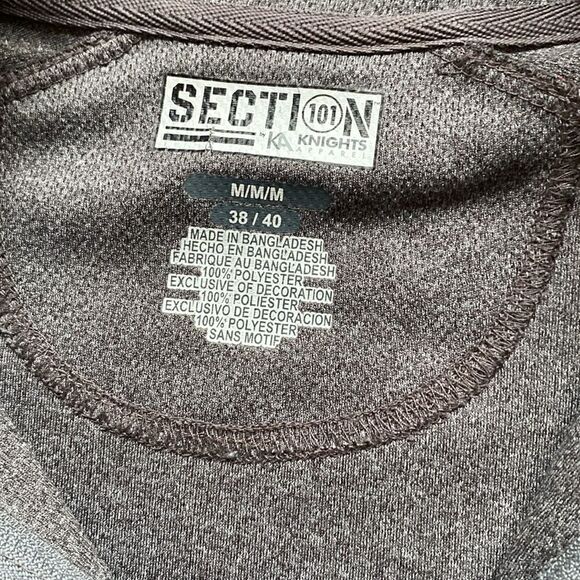 SECTION 101
by KA KNIGHTS
APPAREL
M/M/M
38 / 40
MADE IN BANGLADESH
HECHO EN BANGLADESH
FABRIQUE AU BANGLADESH
100% POLYESTER
EXCLUSIVE OF DECORATION
100% POLIESTER
EXCLUSIVO DE DECORACION
100% POLYESTER
SANS MOTIF